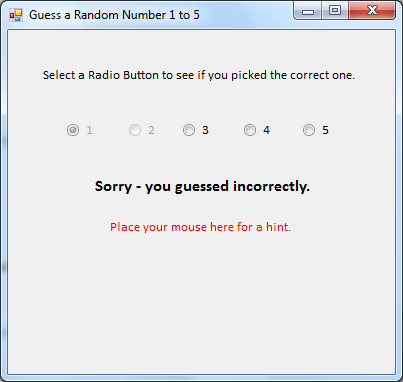 Guess a Random Number 1 to 5
Select a Radio Button to see if you picked the correct one.
1 2 3 4 5
Sorry - you guessed incorrectly.
Place your mouse here for a hint.